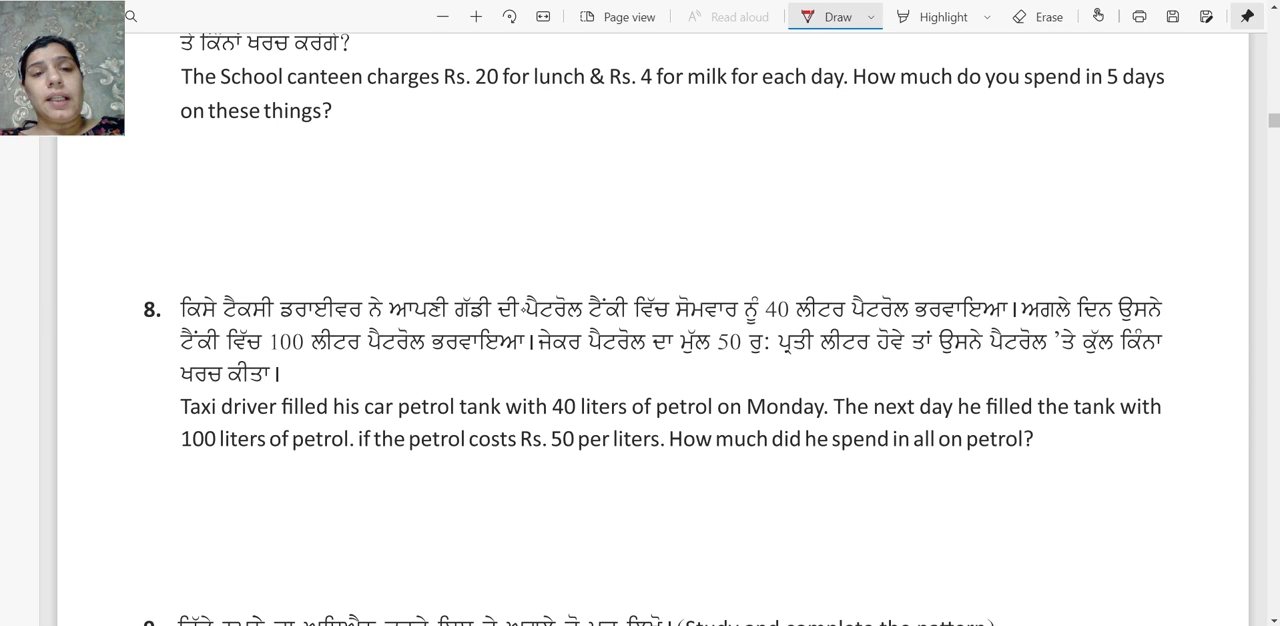 Page view
Read aloud
Draw
Highlight
Erase
ਤੇ ਕਿੰਨਾਂ ਖਰਚ ਕਰੋਗੇ?
The School canteen charges Rs. 20 for lunch & Rs. 4 for milk for each day. How much do you spend in 5 days
on these things?
8. ਕਿਸੇ ਟੈਕਸੀ ਡਰਾਈਵਰ ਨੇ ਆਪਣੀ ਗੱਡੀ ਦੀ ਪੈਟਰੋਲ ਟੈਂਕੀ ਵਿੱਚ ਸੋਮਵਾਰ ਨੂੰ 40 ਲੀਟਰ ਪੈਟਰੋਲ ਭਰਵਾਇਆ। ਅਗਲੇ ਦਿਨ ਉਸਨੇ
ਟੈਂਕੀ ਵਿੱਚ 100 ਲੀਟਰ ਪੈਟਰੋਲ ਭਰਵਾਇਆ। ਜੇਕਰ ਪੈਟਰੋਲ ਦਾ ਮੁੱਲ 50 ਰੁ: ਪ੍ਰਤੀ ਲੀਟਰ ਹੋਵੇ ਤਾਂ ਉਸਨੇ ਪੈਟਰੋਲ ’ਤੇ ਕੁੱਲ ਕਿੰਨਾ
ਖਰਚ ਕੀਤਾ।
Taxi driver filled his car petrol tank with 40 liters of petrol on Monday. The next day he filled the tank with
100 liters of petrol. if the petrol costs Rs. 50 per liters. How much did he spend in all on petrol?
(Study and complete the pattern)